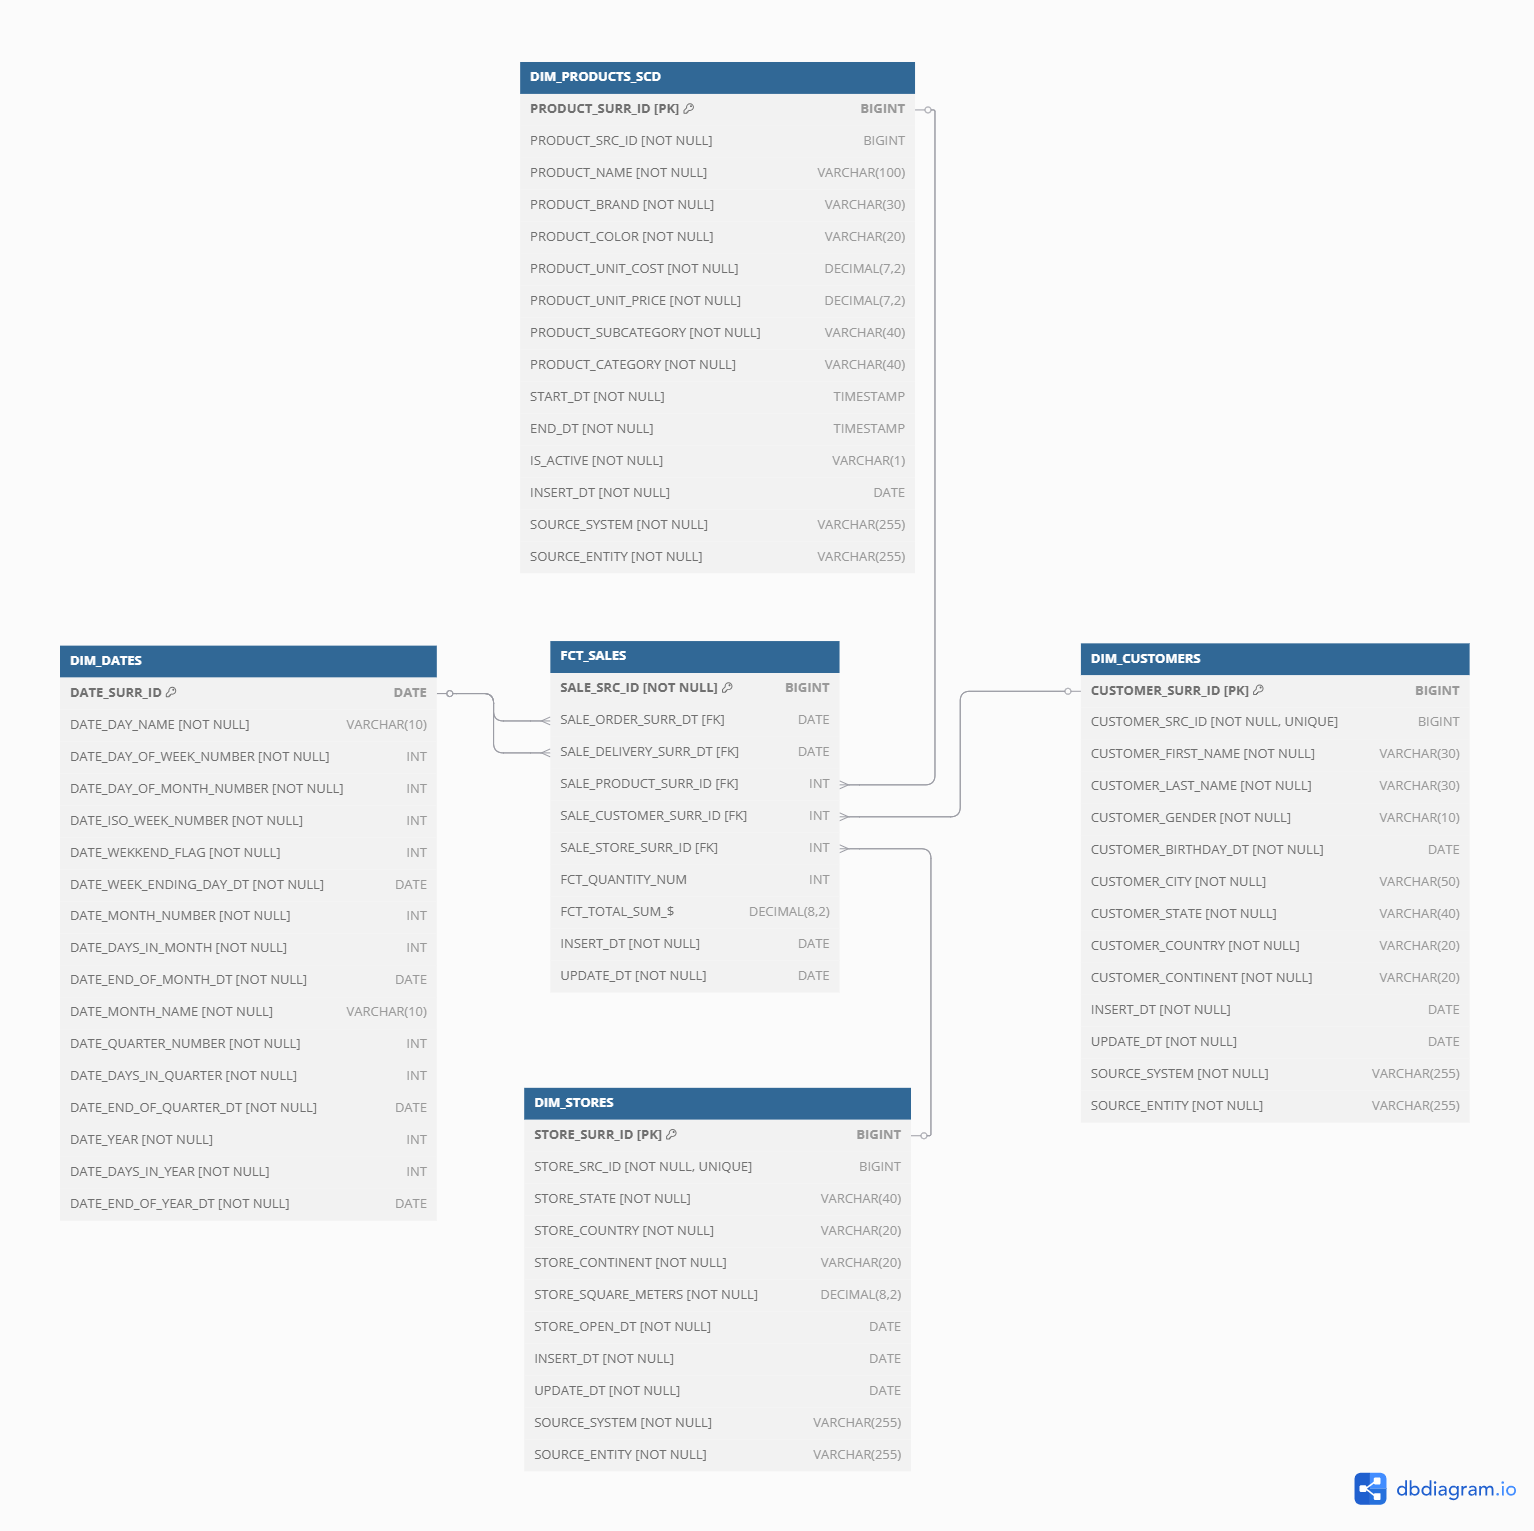 DIM_PRODUCTS_SCD
PRODUCT_SURR_ID [PK] BIGINT
PRODUCT_SRC_ID [NOT NULL] BIGINT
PRODUCT_NAME [NOT NULL] VARCHAR(100)
PRODUCT_BRAND [NOT NULL] VARCHAR(30)
PRODUCT_COLOR [NOT NULL] VARCHAR(20)
PRODUCT_UNIT_COST [NOT NULL] DECIMAL(7,2)
PRODUCT_UNIT_PRICE [NOT NULL] DECIMAL(7,2)
PRODUCT_SUBCATEGORY [NOT NULL] VARCHAR(40)
PRODUCT_CATEGORY [NOT NULL] VARCHAR(40)
START_DT [NOT NULL] TIMESTAMP
END_DT [NOT NULL] TIMESTAMP
IS_ACTIVE [NOT NULL] VARCHAR(1)
INSERT_DT [NOT NULL] DATE
SOURCE_SYSTEM [NOT NULL] VARCHAR(255)
SOURCE_ENTITY [NOT NULL] VARCHAR(255)
DIM_DATES
DATE_SURR_ID DATE
DATE_DAY_NAME [NOT NULL] VARCHAR(10)
DATE_DAY_OF_WEEK_NUMBER [NOT NULL] INT
DATE_DAY_OF_MONTH_NUMBER [NOT NULL] INT
DATE_ISO_WEEK_NUMBER [NOT NULL] INT
DATE_WEKKEND_FLAG [NOT NULL] INT
DATE_WEEK_ENDING_DAY_DT [NOT NULL] DATE
DATE_MONTH_NUMBER [NOT NULL] INT
DATE_DAYS_IN_MONTH [NOT NULL] INT
DATE_END_OF_MONTH_DT [NOT NULL] DATE
DATE_MONTH_NAME [NOT NULL] VARCHAR(10)
DATE_QUARTER_NUMBER [NOT NULL] INT
DATE_DAYS_IN_QUARTER [NOT NULL] INT
DATE_END_OF_QUARTER_DT [NOT NULL] DATE
DATE_YEAR [NOT NULL] INT
DATE_DAYS_IN_YEAR [NOT NULL] INT
DATE_END_OF_YEAR_DT [NOT NULL] DATE
FCT_SALES
SALE_SRC_ID [NOT NULL] BIGINT
SALE_ORDER_SURR_DT [FK] DATE
SALE_DELIVERY_SURR_DT [FK] DATE
SALE_PRODUCT_SURR_ID [FK] INT
SALE_CUSTOMER_SURR_ID [FK] INT
SALE_STORE_SURR_ID [FK] INT
FCT_QUANTITY_NUM INT
FCT_TOTAL_SUM_$ DECIMAL(8,2)
INSERT_DT [NOT NULL] DATE
UPDATE_DT [NOT NULL] DATE
DIM_CUSTOMERS
CUSTOMER_SURR_ID [PK] BIGINT
CUSTOMER_SRC_ID [NOT NULL, UNIQUE] BIGINT
CUSTOMER_FIRST_NAME [NOT NULL] VARCHAR(30)
CUSTOMER_LAST_NAME [NOT NULL] VARCHAR(30)
CUSTOMER_GENDER [NOT NULL] VARCHAR(10)
CUSTOMER_BIRTHDAY_DT [NOT NULL] DATE
CUSTOMER_CITY [NOT NULL] VARCHAR(50)
CUSTOMER_STATE [NOT NULL] VARCHAR(40)
CUSTOMER_COUNTRY [NOT NULL] VARCHAR(20)
CUSTOMER_CONTINENT [NOT NULL] VARCHAR(20)
INSERT_DT [NOT NULL] DATE
UPDATE_DT [NOT NULL] DATE
SOURCE_SYSTEM [NOT NULL] VARCHAR(255)
SOURCE_ENTITY [NOT NULL] VARCHAR(255)
DIM_STORES
STORE_SURR_ID [PK] BIGINT
STORE_SRC_ID [NOT NULL, UNIQUE] BIGINT
STORE_STATE [NOT NULL] VARCHAR(40)
STORE_COUNTRY [NOT NULL] VARCHAR(20)
STORE_CONTINENT [NOT NULL] VARCHAR(20)
STORE_SQUARE_METERS [NOT NULL] DECIMAL(8,2)
STORE_OPEN_DT [NOT NULL] DATE
INSERT_DT [NOT NULL] DATE
UPDATE_DT [NOT NULL] DATE
SOURCE_SYSTEM [NOT NULL] VARCHAR(255)
SOURCE_ENTITY [NOT NULL] VARCHAR(255)
dbdiagram.io